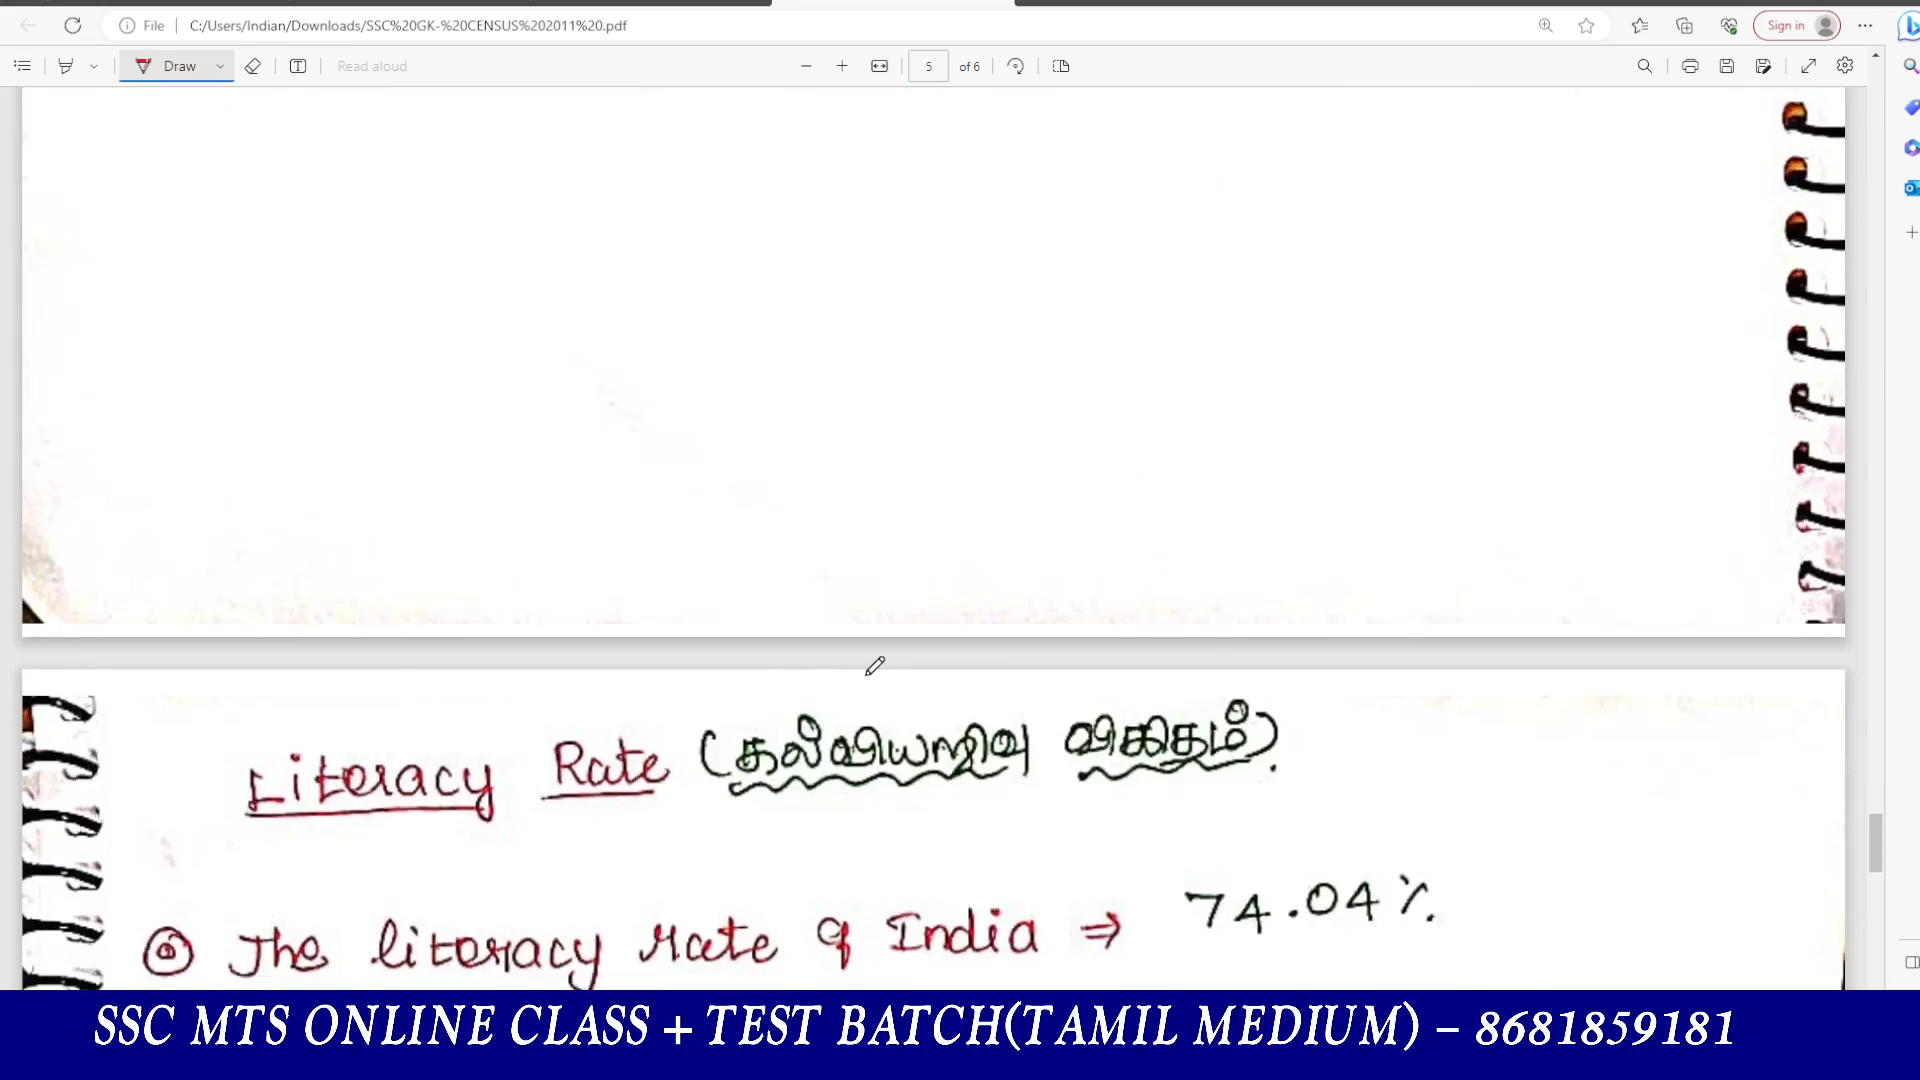 File C:/Users/Indian/Downloads/SSC%20GK-%20CENSUS%202011%20.pdf Sign in
Draw Read aloud 5 of 6
Literacy Rate (கல்வியறிவு விகிதம்).
The literacy Rate of India ⇒ 74.04%.
SSC MTS ONLINE CLASS + TEST BATCH(TAMIL MEDIUM) – 8681859181